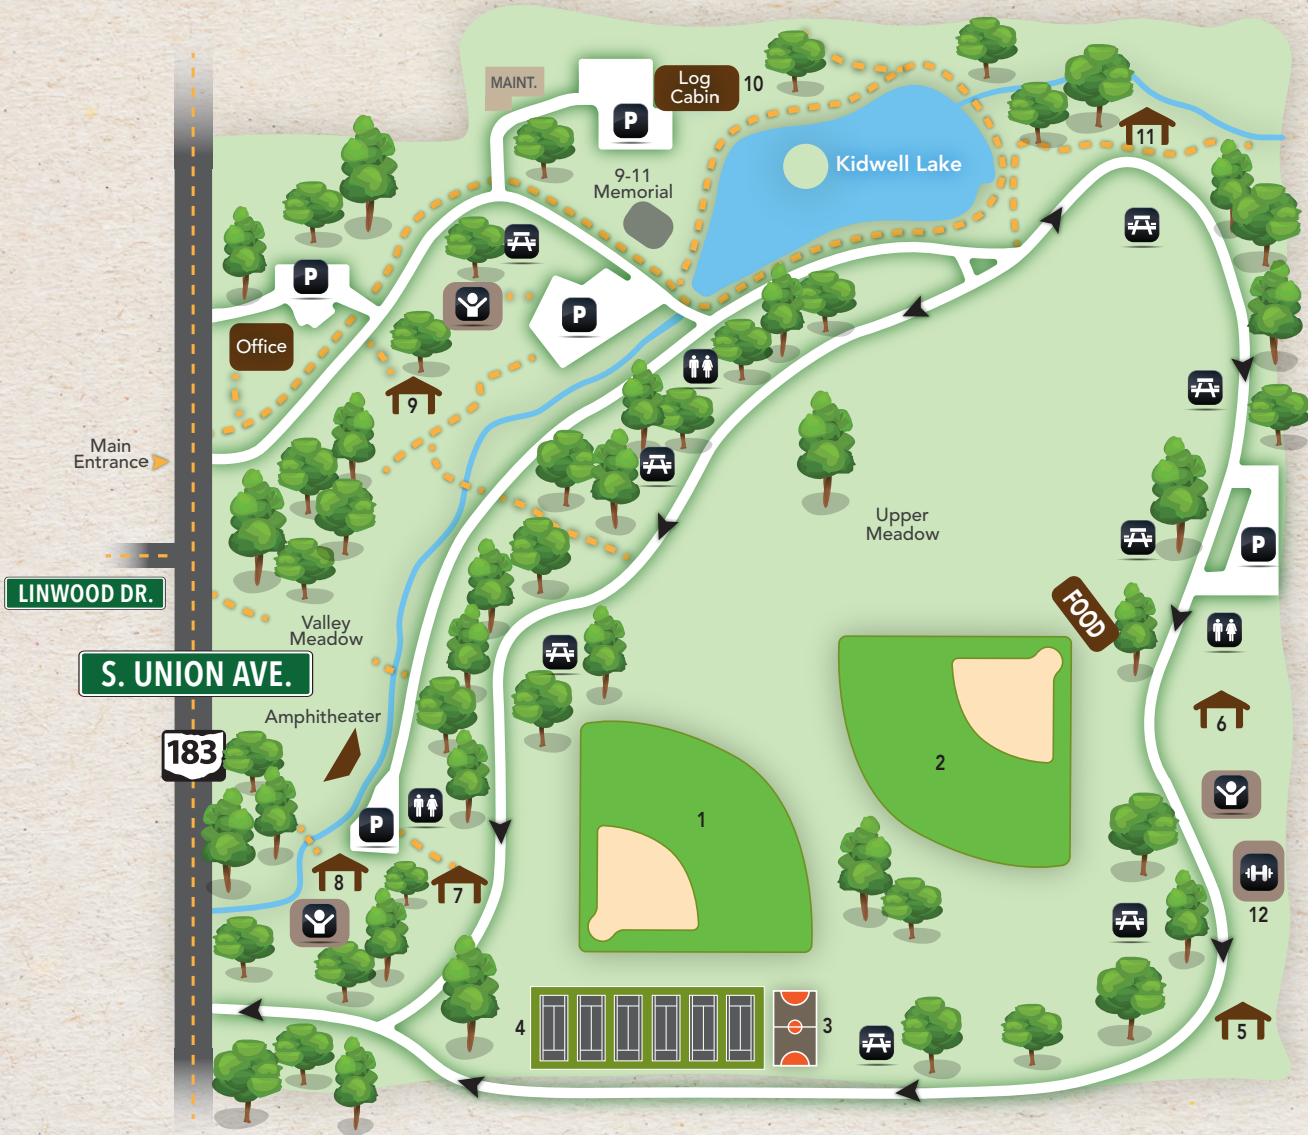 MAINT.
Log
Cabin
10
P
11
9-11
Memorial
Kidwell Lake
P
P
Office
9
Main
Entrance
Upper
Meadow
P
LINWOOD DR.
FOOD
Valley
Meadow
S. UNION AVE.
Amphitheater
6
183
2
1
P
8
7
12
4
3
5